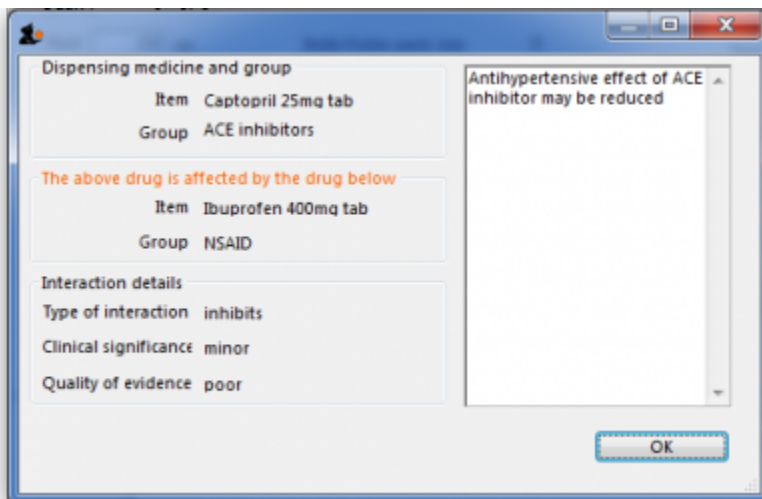 Dispensing medicine and group
Item Captopril 25mg tab
Group ACE inhibitors
The above drug is affected by the drug below
Item Ibuprofen 400mg tab
Group NSAID
Interaction details
Type of interaction inhibits
Clinical significance minor
Quality of evidence poor
Antihypertensive effect of ACE
inhibitor may be reduced
OK